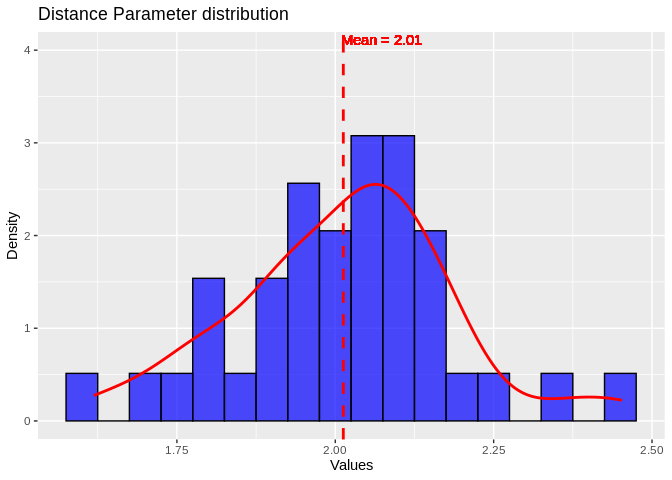 Distance Parameter distribution
Mean = 2.01
4
3
2
1
0
Density
1.75
2.00
2.25
2.50
Values